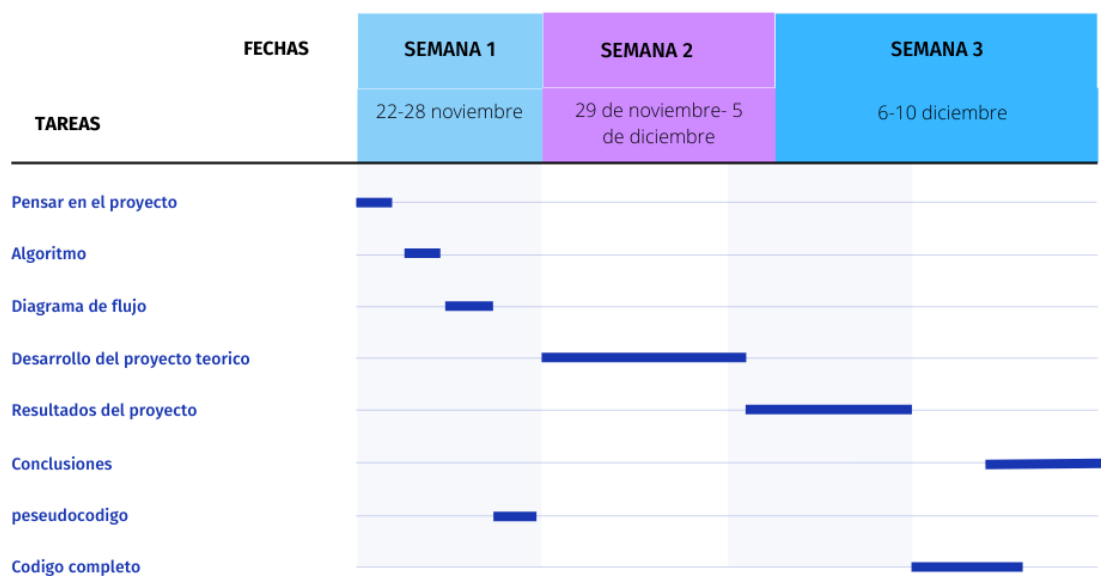 FECHAS
SEMANA 1
SEMANA 2
SEMANA 3
TAREAS
22-28 noviembre
29 de noviembre- 5
de diciembre
6-10 diciembre
Pensar en el proyecto
Algoritmo
Diagrama de flujo
Desarrollo del proyecto teorico
Resultados del proyecto
Conclusiones
peseudocodigo
Codigo completo